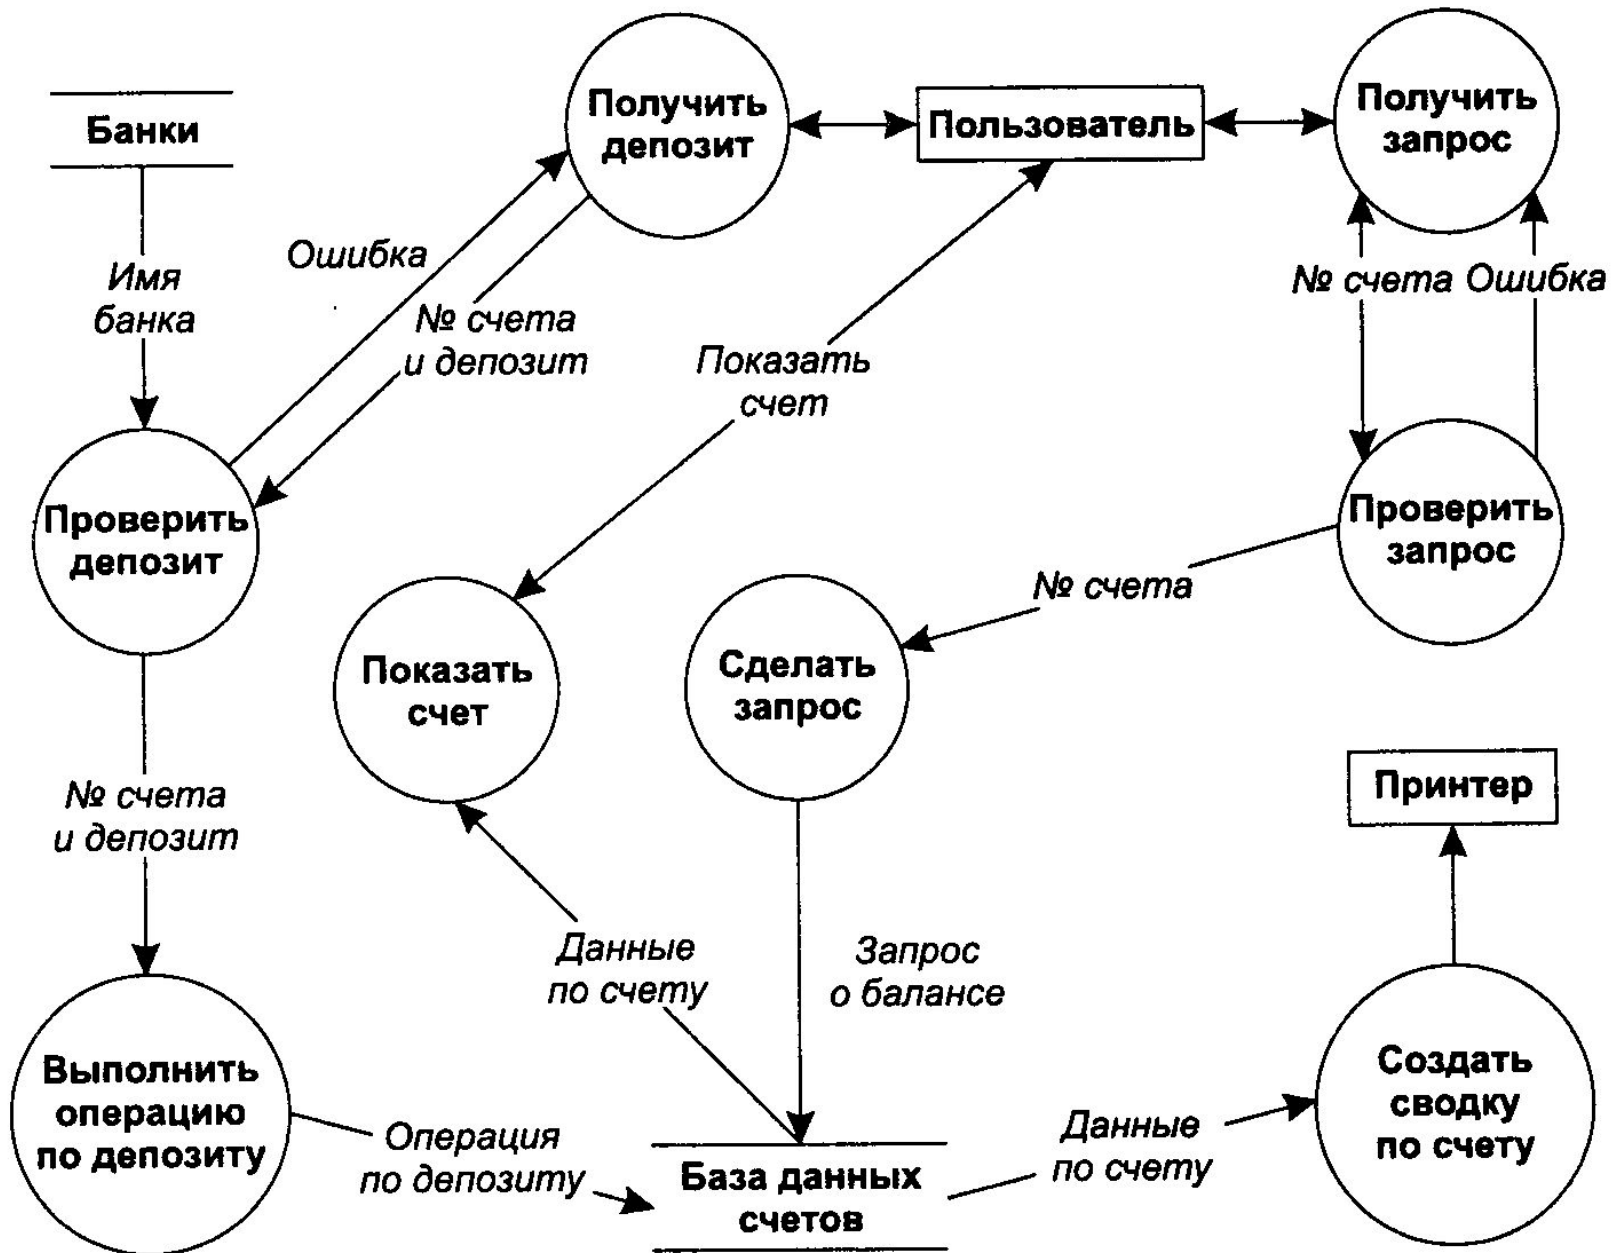 Получить
депозит
Пользователь
Получить
запрос
Банки
Ошибка
Имя
банка
№ счета
и депозит
Показать
счет
№ счета
Ошибка
Проверить
депозит
Проверить
запрос
№ счета
Показать
счет
Сделать
запрос
№ счета
и депозит
Принтер
Данные
по счету
Запрос
о балансе
Выполнить
операцию
по депозиту
Операция
по депозиту
База данных
счетов
Данные
по счету
Создать
сводку
по счету